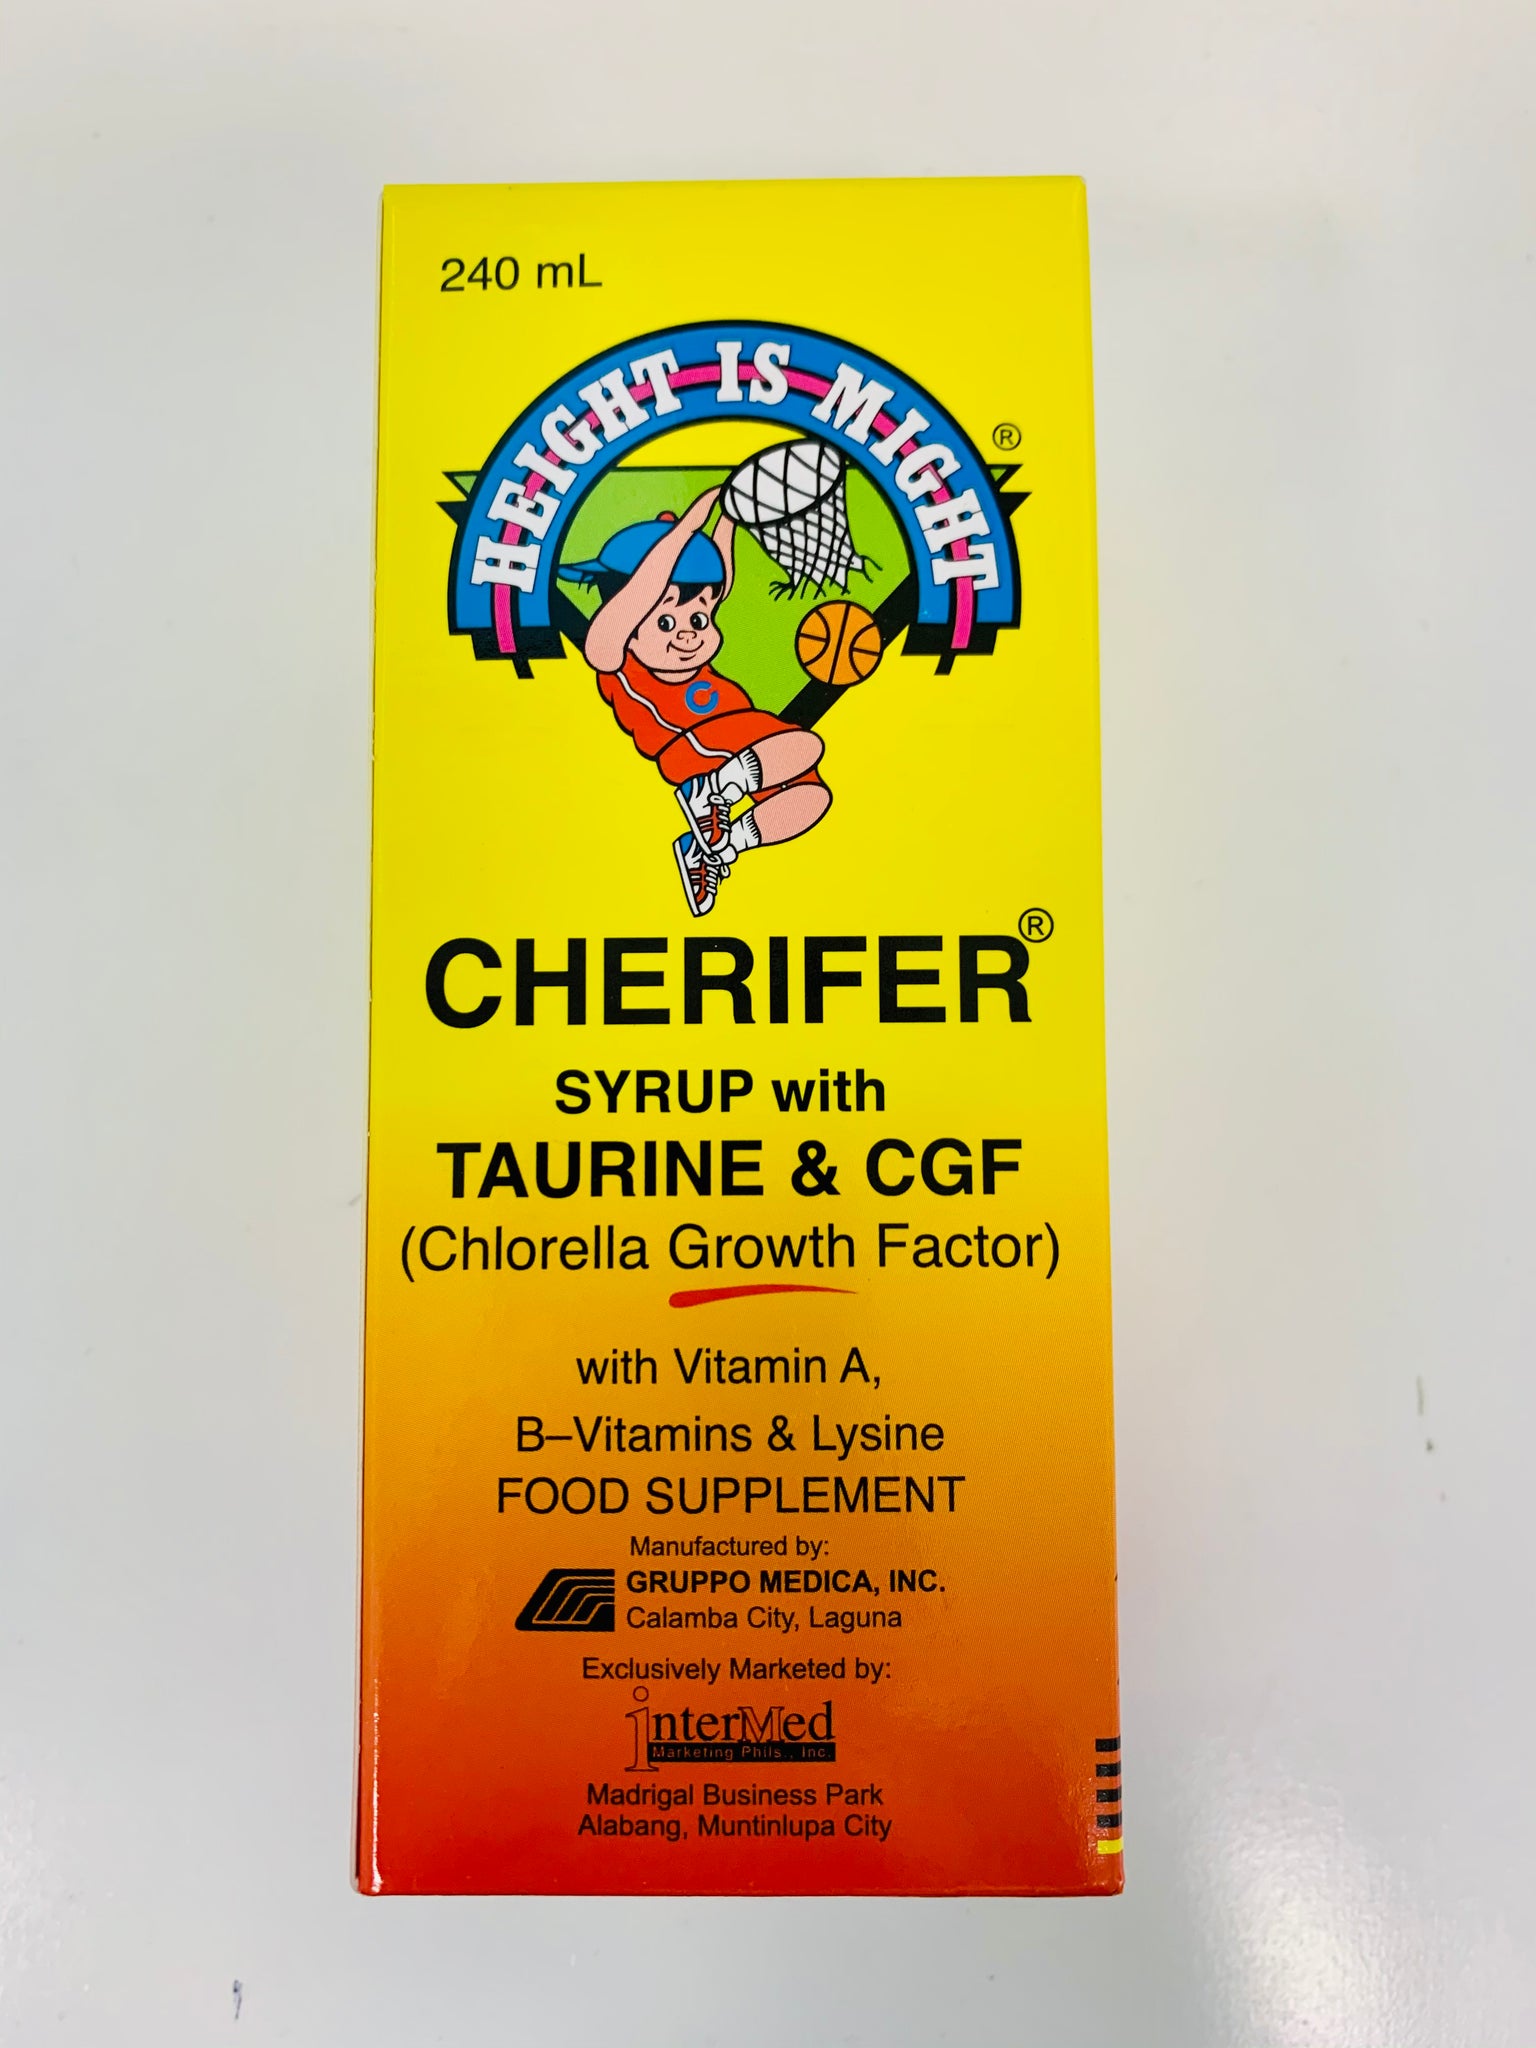 240 mL
HEIGHT IS MIGHT
®
C
CHERIFER®
SYRUP with
TAURINE & CGF
(Chlorella Growth Factor)
with Vitamin A,
B–Vitamins & Lysine
FOOD SUPPLEMENT
Manufactured by:
GRUPPO MEDICA, INC.
Calamba City, Laguna
Exclusively Marketed by:
interMed
Marketing Phils., Inc.
Madrigal Business Park
Alabang, Muntinlupa City